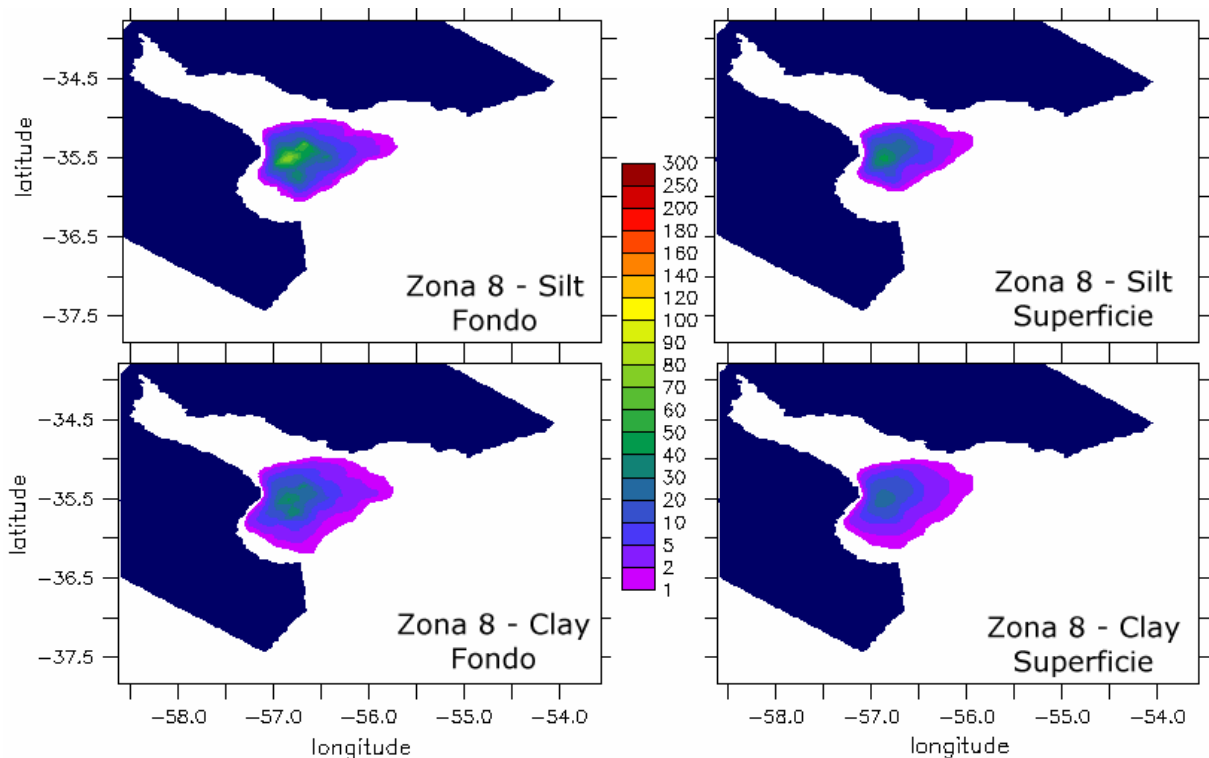 latitude
−34.5
−35.5
−36.5
−37.5
Zona 8 - Silt
Fondo
Zona 8 - Silt
Superficie
300
250
200
180
160
140
120
100
90
80
70
60
50
40
30
20
10
5
2
1
latitude
−34.5
−35.5
−36.5
−37.5
Zona 8 - Clay
Fondo
Zona 8 - Clay
Superficie
−58.0 −57.0 −56.0 −55.0 −54.0
longitude
−58.0 −57.0 −56.0 −55.0 −54.0
longitude